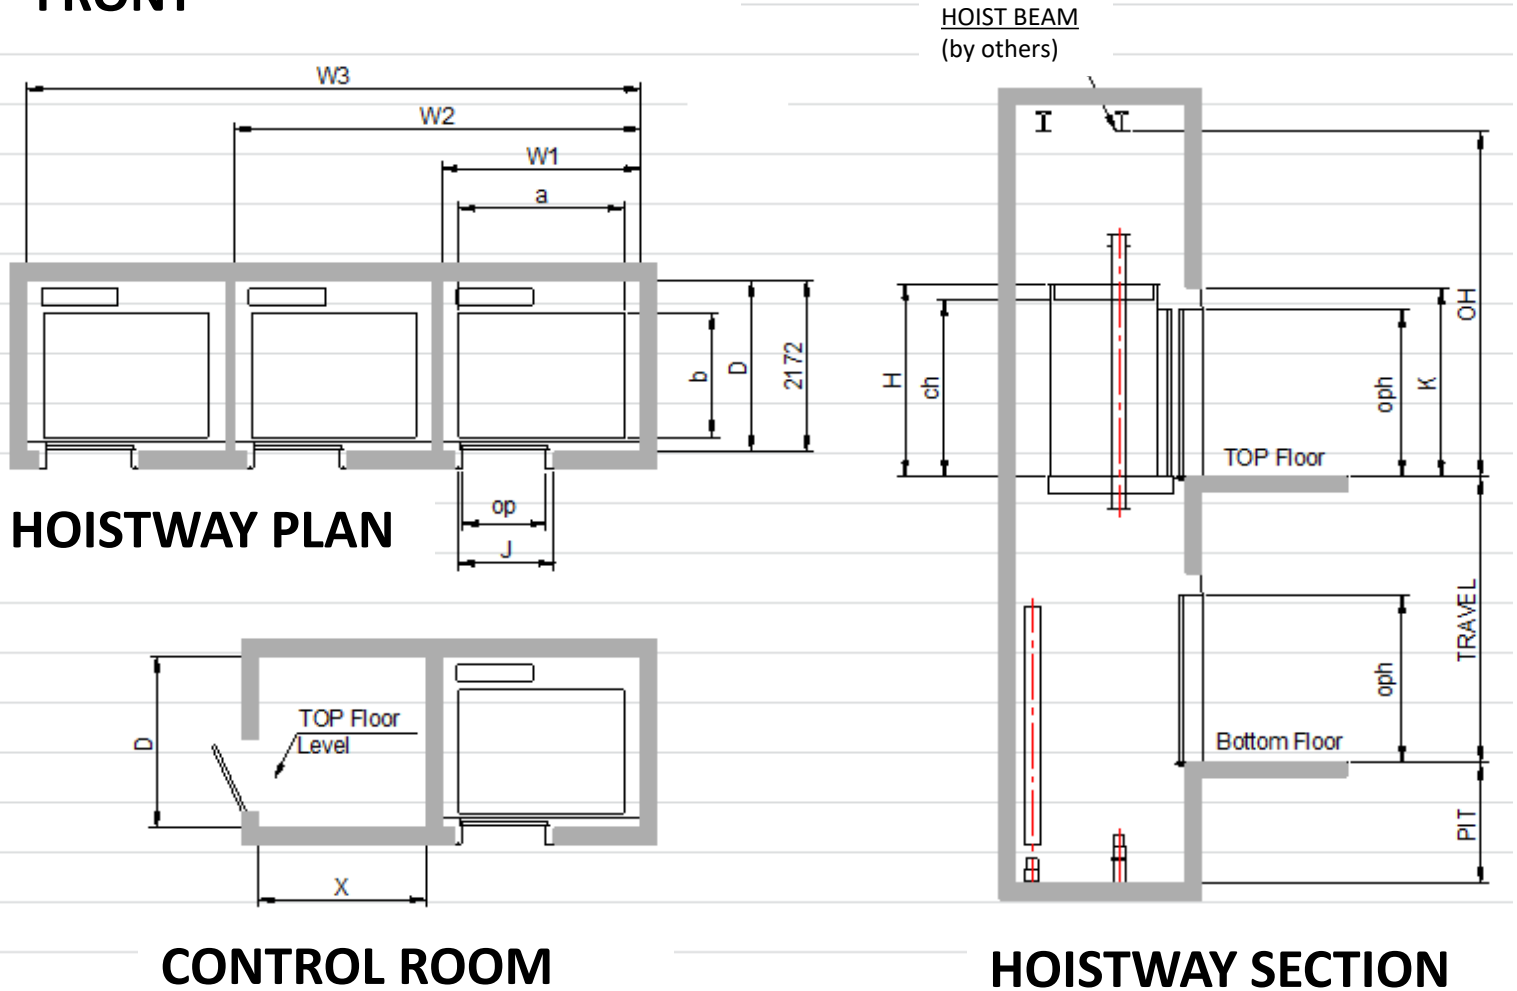 FRONT
HOIST BEAM
(by others)
W3
W2
W1
a
b
D
2172
op
J
HOISTWAY PLAN
TOP Floor
Level
D
X
CONTROL ROOM
H
ch
oph
K
OH
TOP Floor
TRAVEL
oph
Bottom Floor
PIT
HOISTWAY SECTION